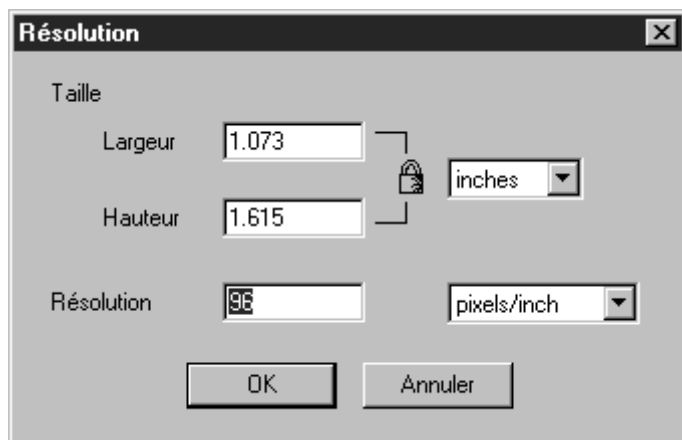 Résolution
Taille
Largeur 1.073
inches
Hauteur 1.615
Résolution 96 pixels/inch
OK Annuler